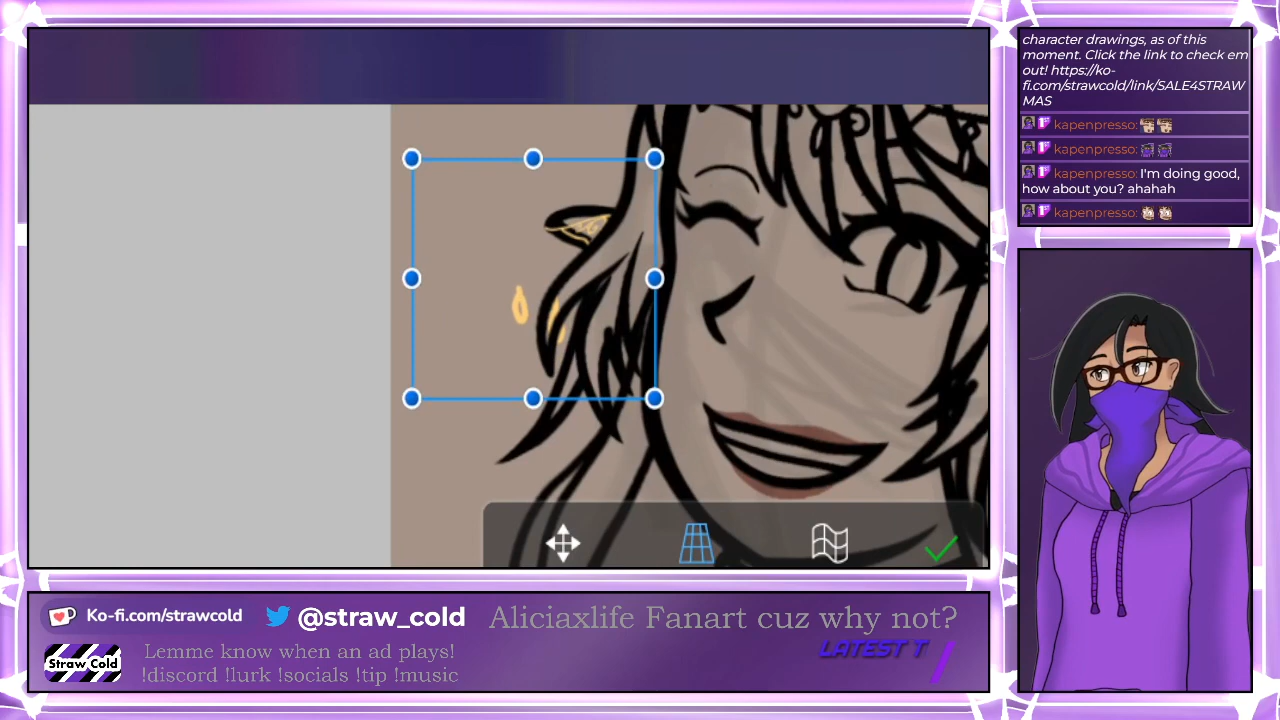 character drawings, as of this
moment. Click the link to check em
out! https://ko-
fi.com/strawcold/link/SALE4STRAW
MAS
kapenpresso:
kapenpresso:
kapenpresso: I'm doing good,
how about you? ahahah
kapenpresso:
Ko-fi.com/strawcold @straw_cold Aliciaxlife Fanart cuz why not?
Straw Cold Lemme know when an ad plays! LATEST T
!discord !lurk !socials !tip !music